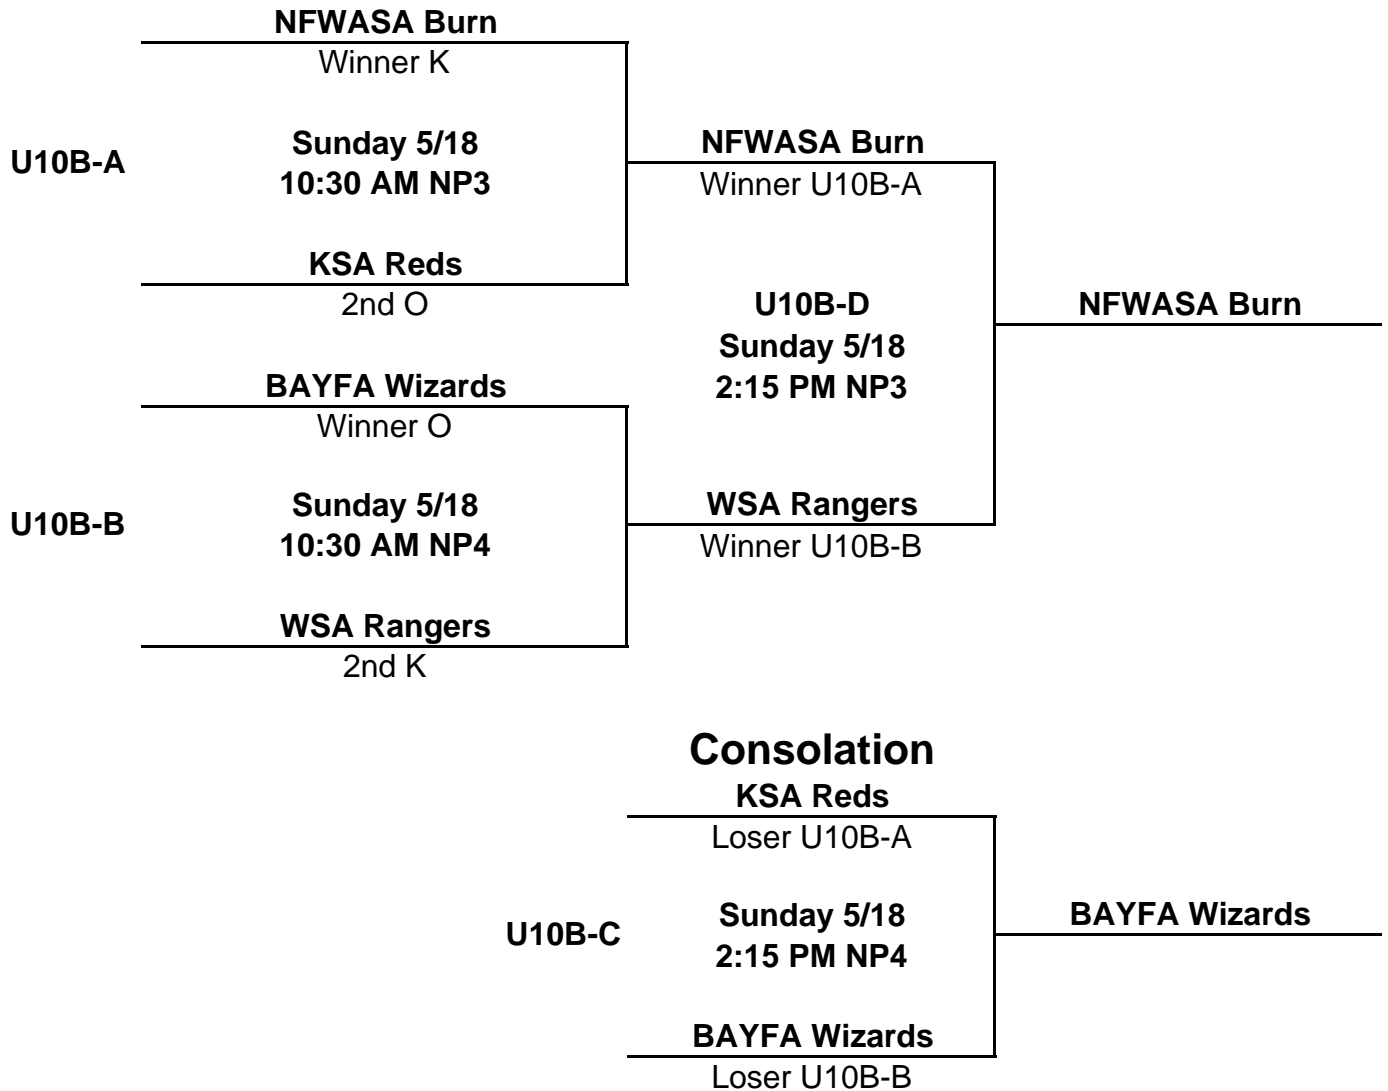 NFWASA Burn
Winner K
U10B-A
Sunday 5/18
10:30 AM NP3
KSA Reds
2nd O
BAYFA Wizards
Winner O
U10B-B
Sunday 5/18
10:30 AM NP4
WSA Rangers
2nd K
NFWASA Burn
Winner U10B-A
U10B-D
Sunday 5/18
2:15 PM NP3
WSA Rangers
Winner U10B-B
NFWASA Burn
Consolation
KSA Reds
Loser U10B-A
U10B-C
Sunday 5/18
2:15 PM NP4
BAYFA Wizards
Loser U10B-B
BAYFA Wizards